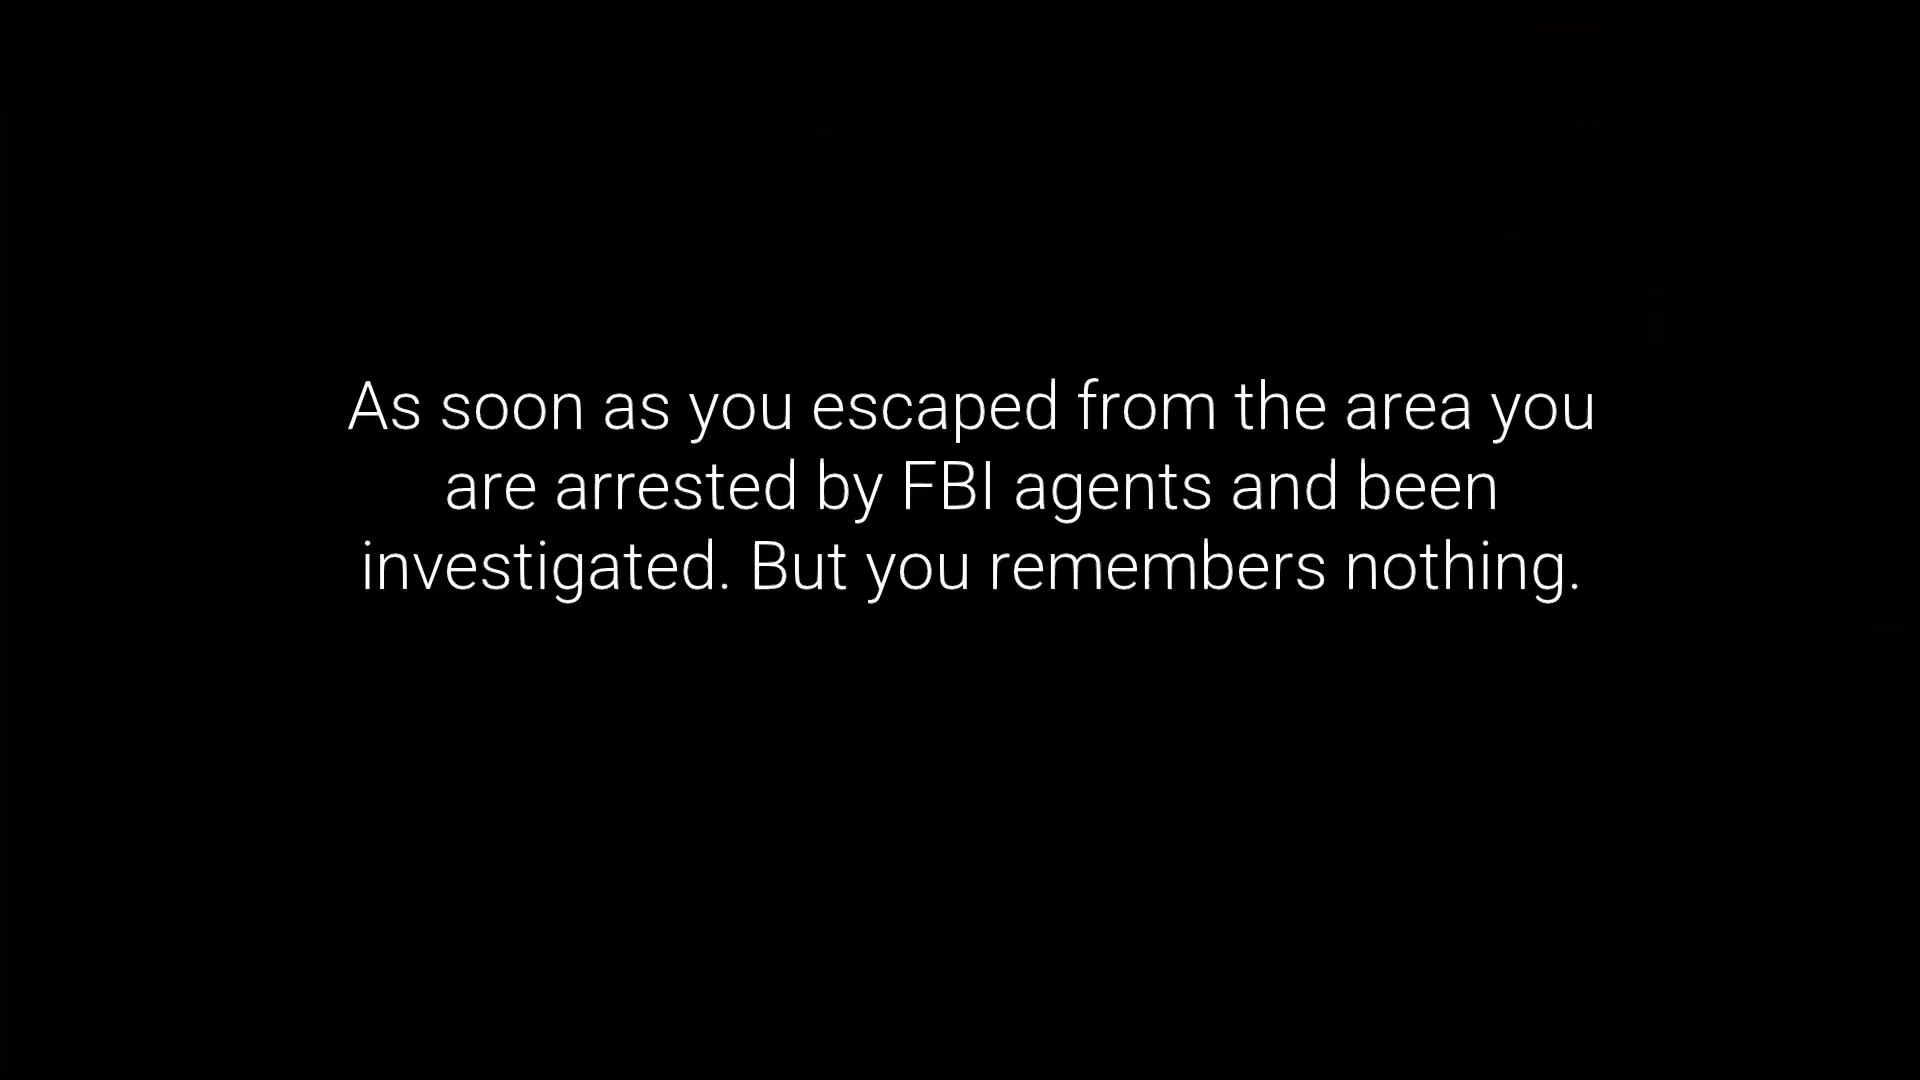 As soon as you escaped from the area you
are arrested by FBI agents and been
investigated. But you remembers nothing.